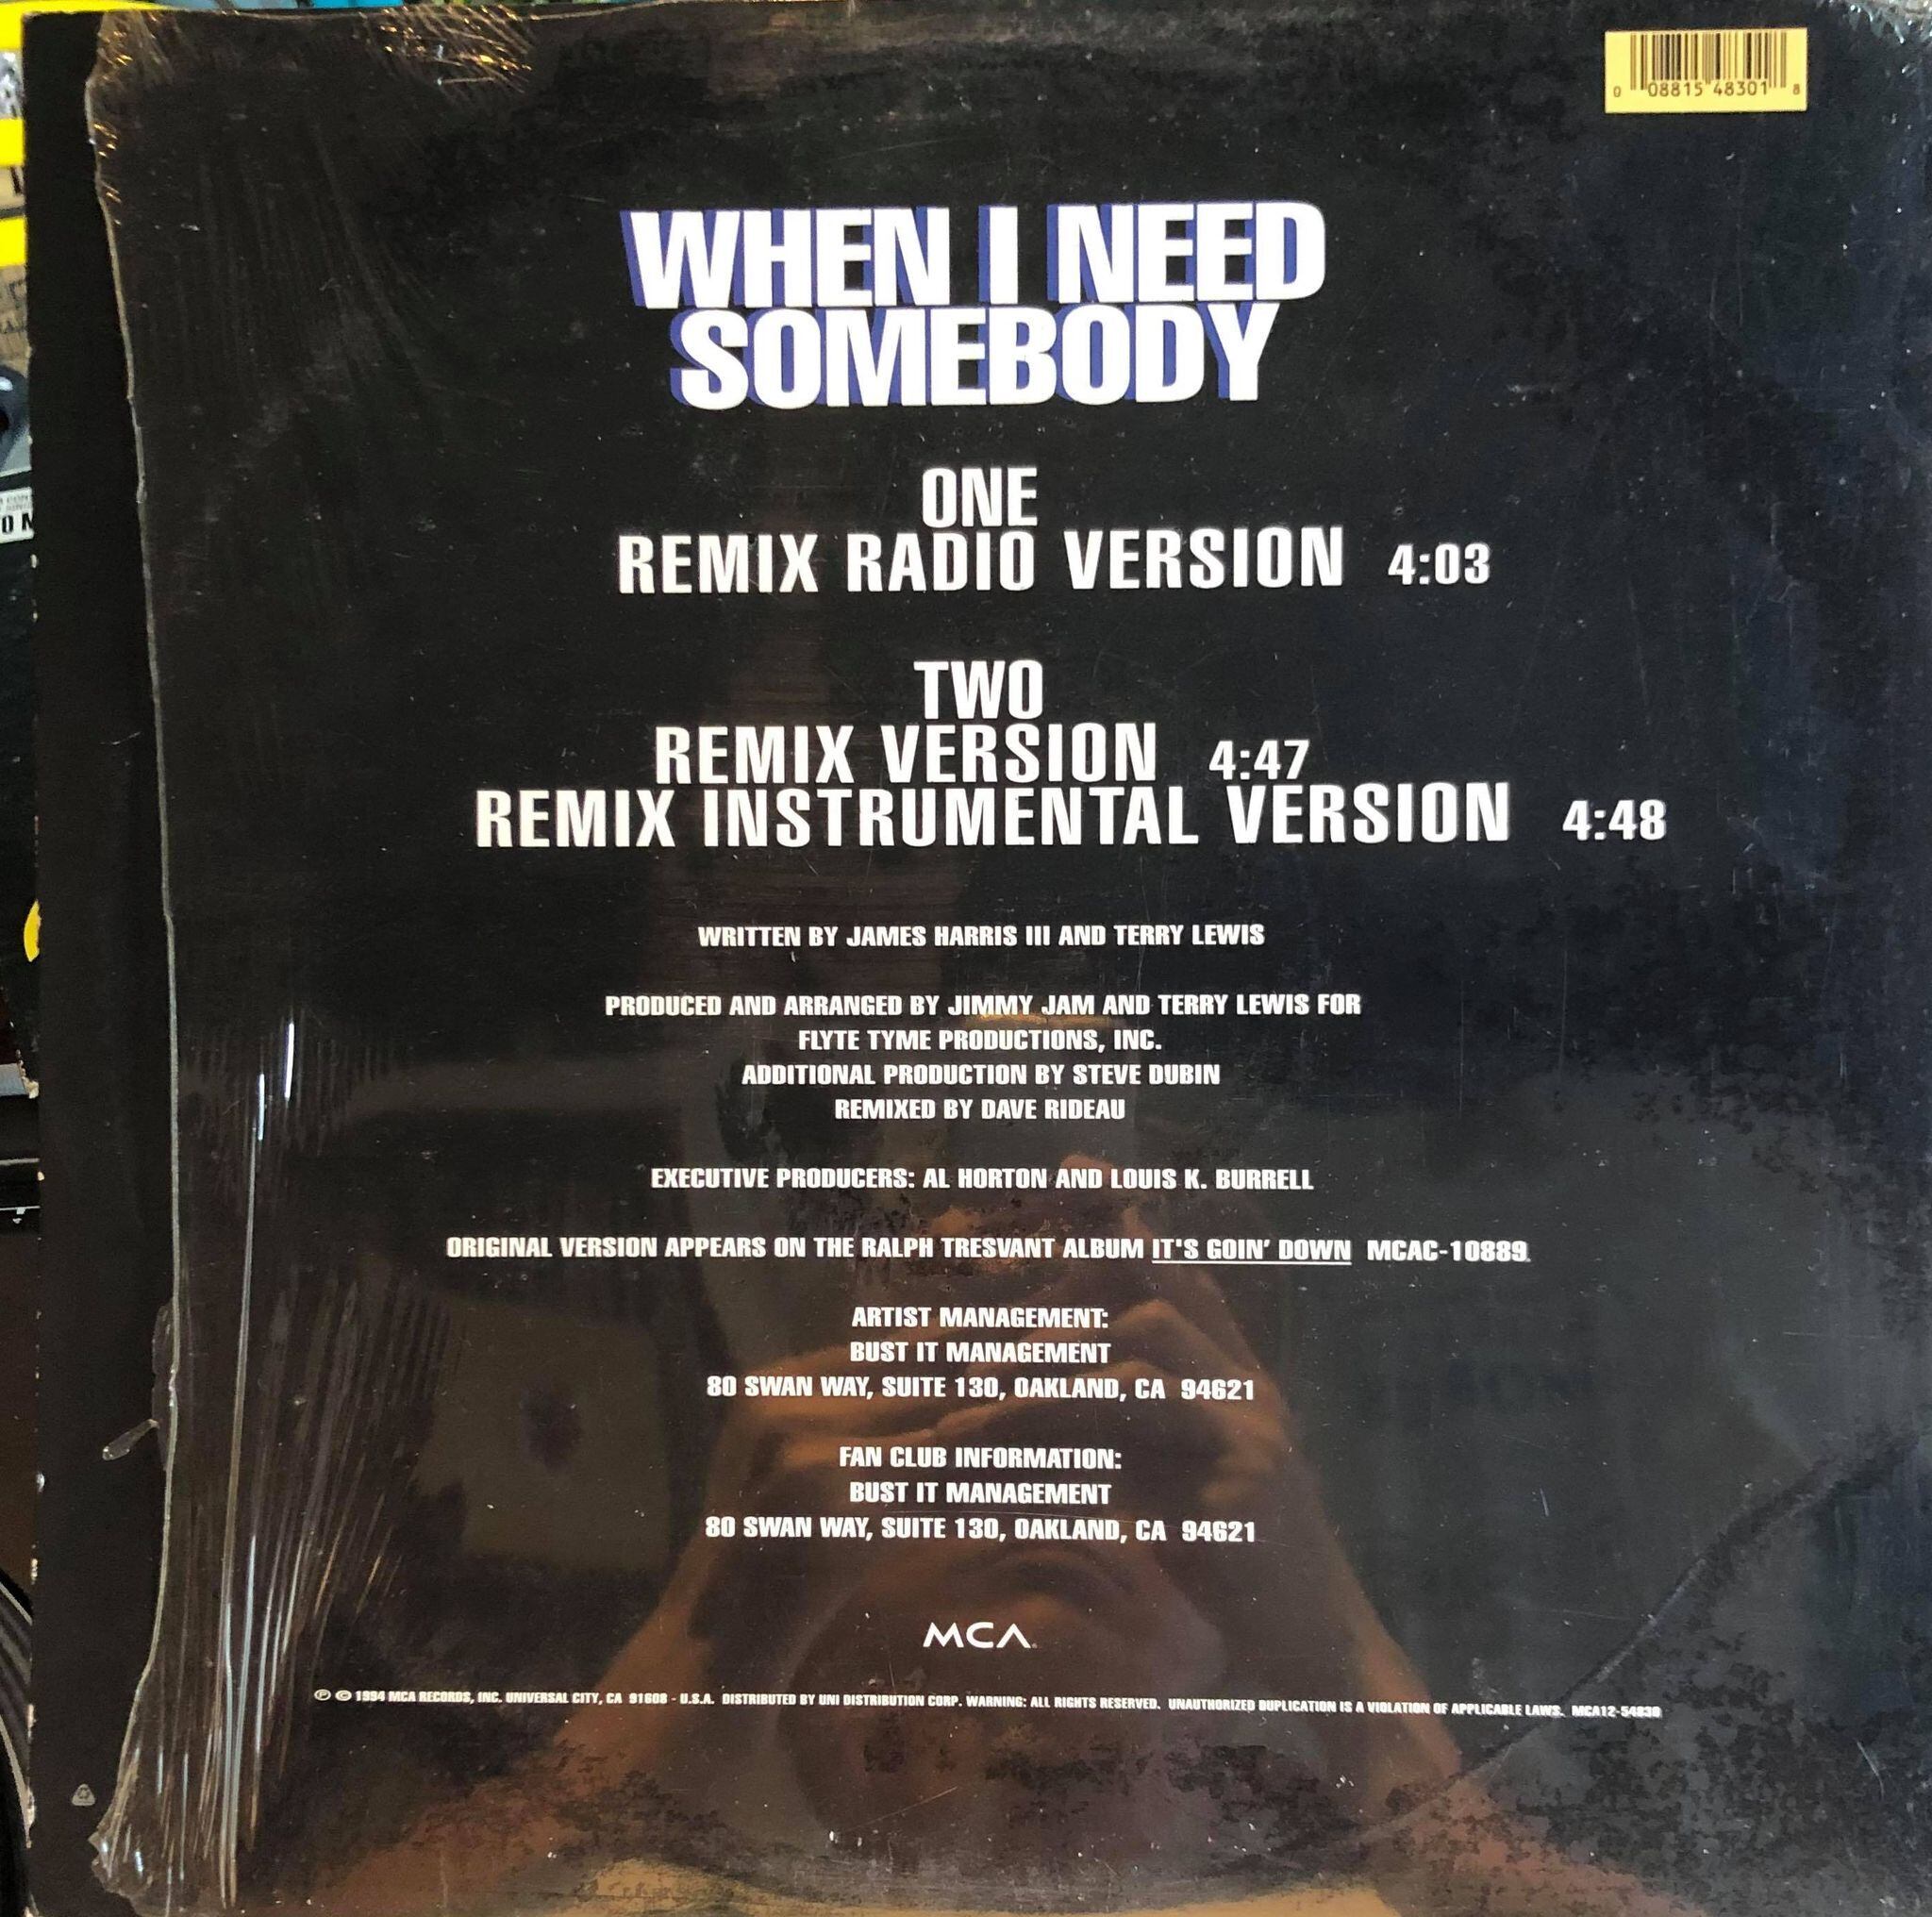 0 08815 48301 8
WHEN I NEED
SOMEBODY
ONE
REMIX RADIO VERSION 4:03
TWO
REMIX VERSION 4:47
REMIX INSTRUMENTAL VERSION 4:48
WRITTEN BY JAMES HARRIS III AND TERRY LEWIS
PRODUCED AND ARRANGED BY JIMMY JAM AND TERRY LEWIS FOR
FLYTE TYME PRODUCTIONS, INC.
ADDITIONAL PRODUCTION BY STEVE DUBIN
REMIXED BY DAVE RIDEAU
EXECUTIVE PRODUCERS: AL HORTON AND LOUIS K. BURRELL
ORIGINAL VERSION APPEARS ON THE RALPH TRESVANT ALBUM IT'S GOIN' DOWN MCAC-10889
ARTIST MANAGEMENT:
BUST IT MANAGEMENT
80 SWAN WAY, SUITE 130, OAKLAND, CA 94621
FAN CLUB INFORMATION:
BUST IT MANAGEMENT
80 SWAN WAY, SUITE 130, OAKLAND, CA 94621
MCA
℗ © 1994 MCA RECORDS, INC. UNIVERSAL CITY, CA 91608 - U.S.A. DISTRIBUTED BY UNI DISTRIBUTION CORP. WARNING: ALL RIGHTS RESERVED. UNAUTHORIZED DUPLICATION IS A VIOLATION OF APPLICABLE LAWS. MCA12-54830